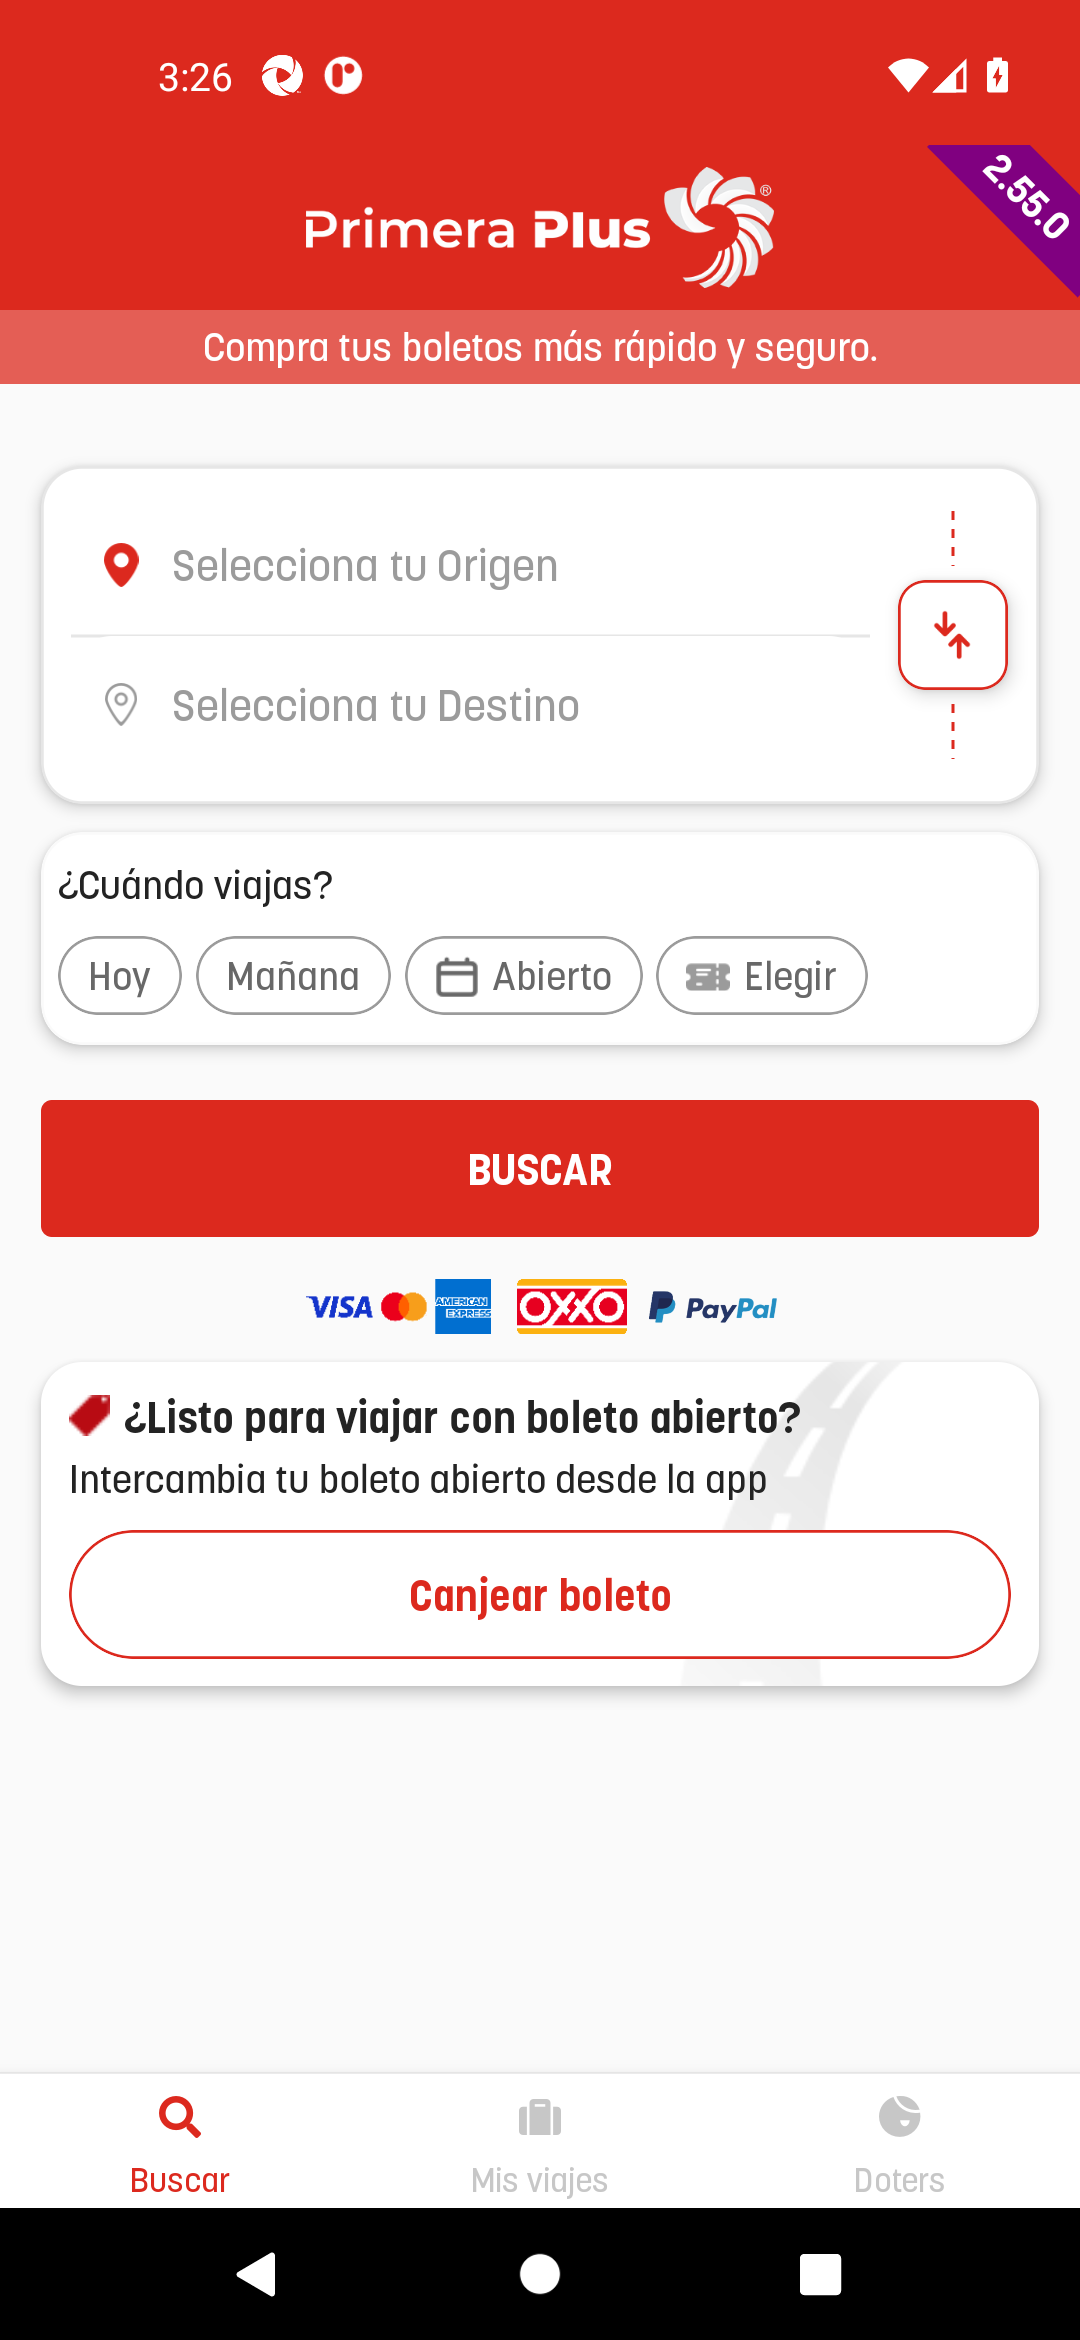 3:26
2.55.0
Primera Plus®
Compra tus boletos más rápido y seguro.
Selecciona tu Origen
Selecciona tu Destino
¿Cuándo viajas?
Hoy Mañana Abierto Elegir
BUSCAR
VISA AMERICAN EXPRESS OXXO PayPal
¿Listo para viajar con boleto abierto?
Intercambia tu boleto abierto desde la app
Canjear boleto
Buscar Mis viajes Doters